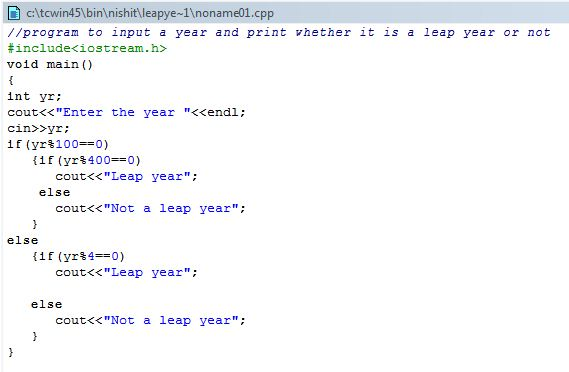 c:\tcwin45\bin\nishit\leapye~1\noname01.cpp
//program to input a year and print whether it is a leap year or not
#include<iostream.h>
void main()
{
int yr;
cout<<"Enter the year "<<endl;
cin>>yr;
if(yr%100==0)
{if(yr%400==0)
cout<<"Leap year";
else
cout<<"Not a leap year";
}
else
{if(yr%4==0)
cout<<"Leap year";
else
cout<<"Not a leap year";
}
}